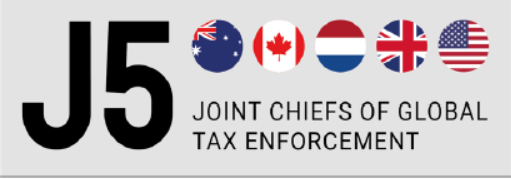 J5
JOINT CHIEFS OF GLOBAL
TAX ENFORCEMENT